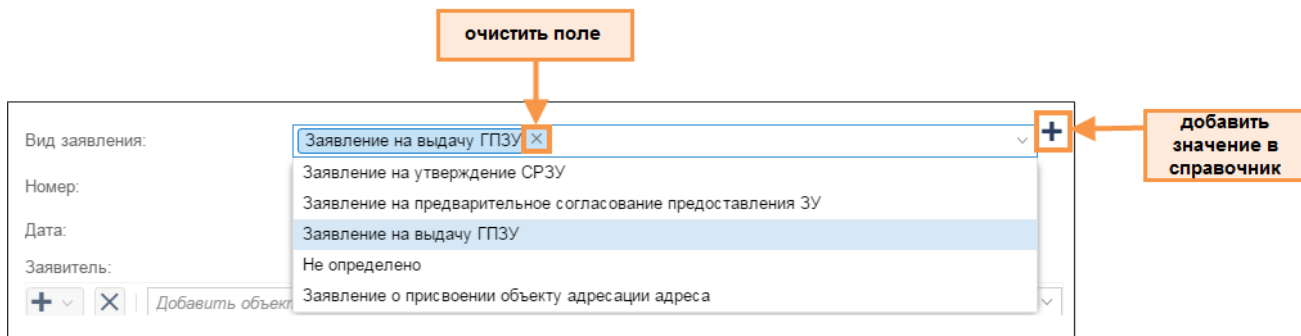 очистить поле
Вид заявления:
Заявление на выдачу ГПЗУ
добавить
значение в
справочник
Заявление на утверждение СРЗУ
Номер:
Заявление на предварительное согласование предоставления ЗУ
Дата:
Заявление на выдачу ГПЗУ
Заявитель:
Не определено
Добавить объект
Заявление о присвоении объекту адресации адреса